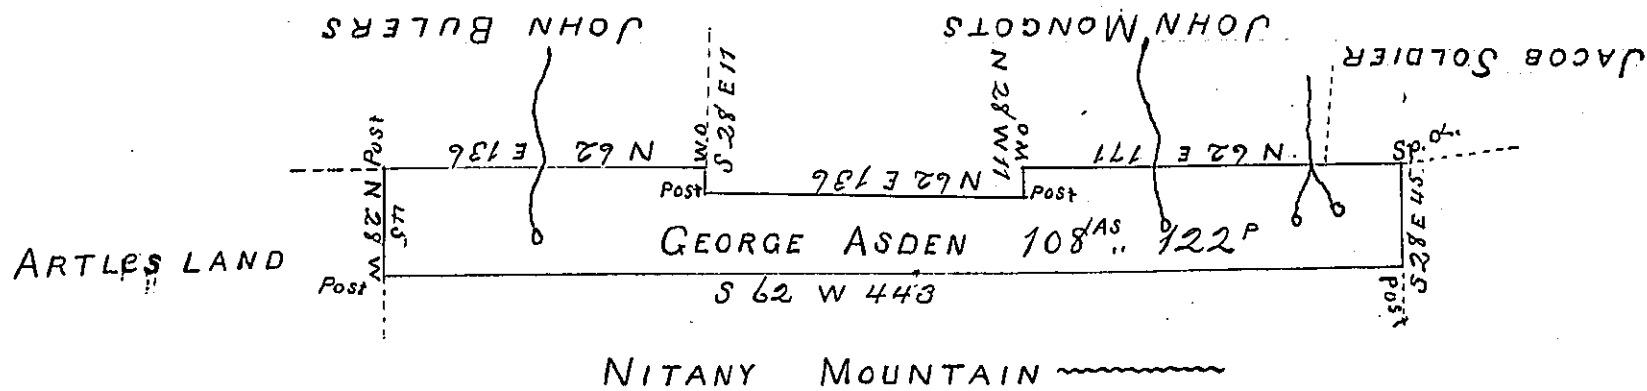 JOHN BULERS
JOHN MONGOTS
JACOB SOLDIER
S 28 E 11
N 28 W 11
Post
N 62 E 136
W.O.
W.O.
N 62 E 171
Sp. O.
N 62 E 136
Post
Post
N 28 W
45
S 28 E 45
GEORGE ASDEN 108 AS " 122 P
ARTLES LAND
Post
S 62 W 443
Post
NITANY MOUNTAIN